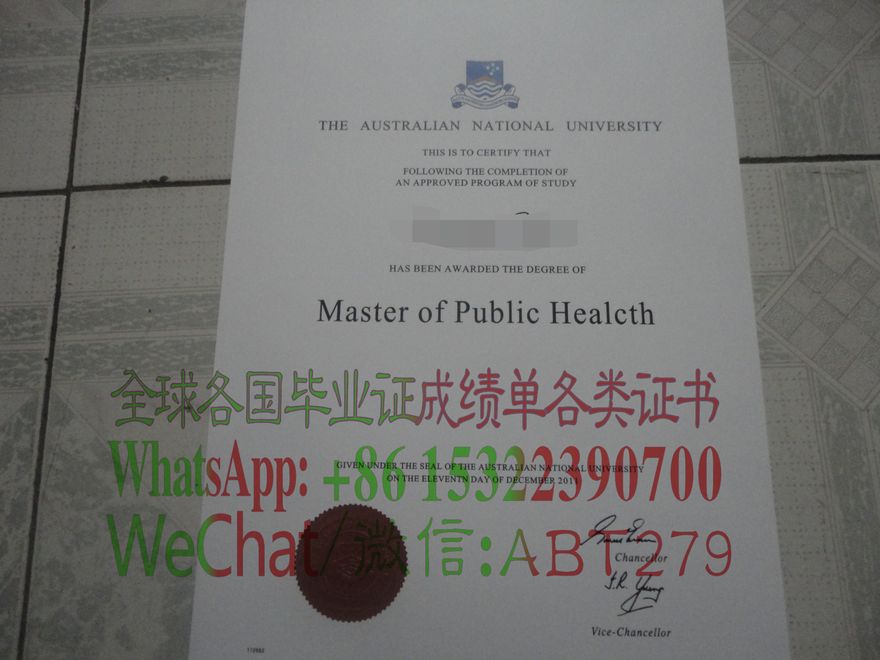 THE AUSTRALIAN NATIONAL UNIVERSITY
THIS IS TO CERTIFY THAT
FOLLOWING THE COMPLETION OF
AN APPROVED PROGRAM OF STUDY
HAS BEEN AWARDED THE DEGREE OF
Master of Public Healcth
全球各国毕业证成绩单各类证书
WhatsApp: +86 15322390700
GIVEN UNDER THE SEAL OF THE AUSTRALIAN NATIONAL UNIVERSITY
ON THE ELEVENTN DAY OF DECEMBER 2011
WeChat/微信:ABT279
Chancellor
Vice-Chancellor